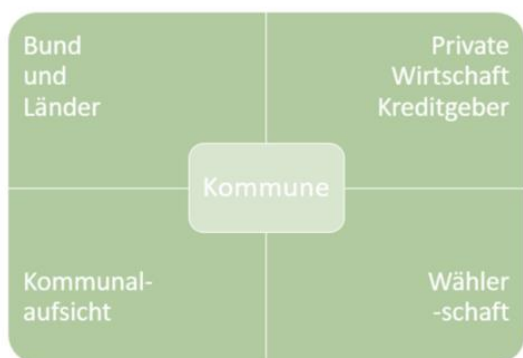 Bund
und
Länder
Private
Wirtschaft
Kreditgeber
Kommune
Kommunal-
aufsicht
Wähler
-schaft